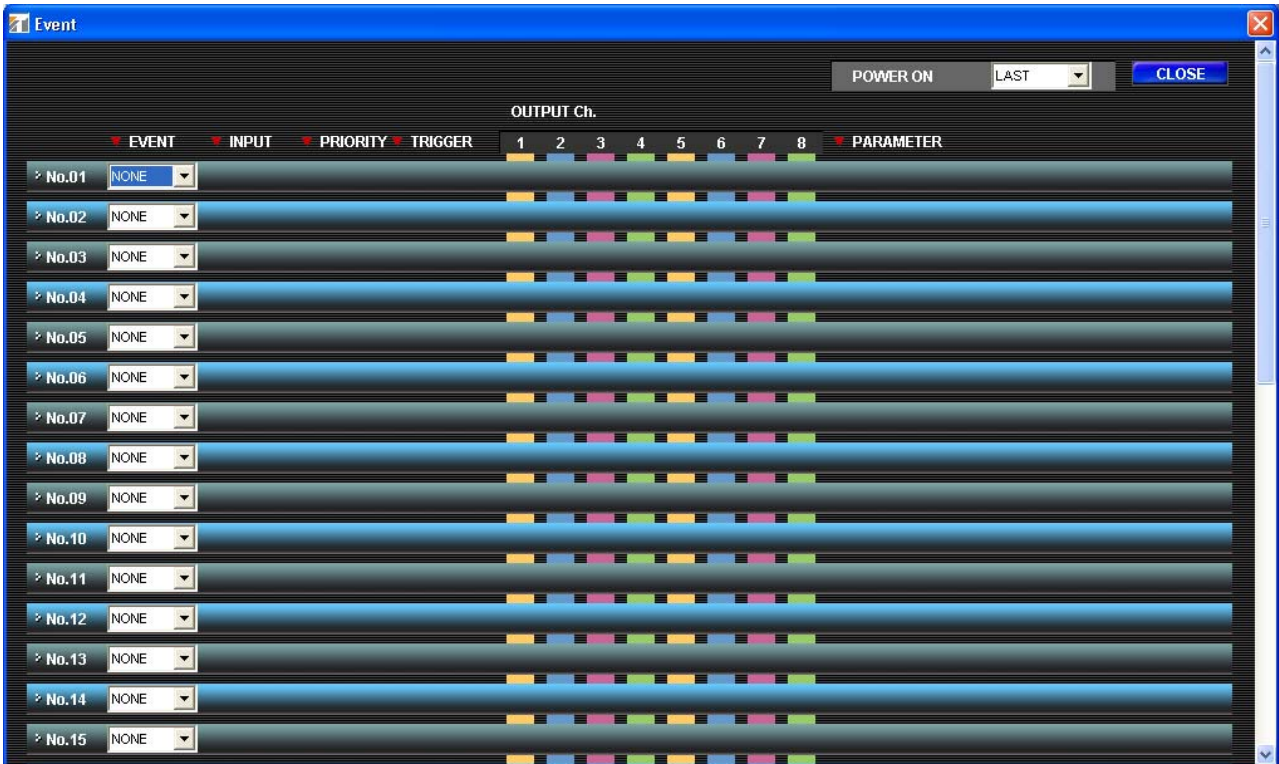 Event
POWER ON LAST CLOSE
OUTPUT Ch.
EVENT INPUT PRIORITY TRIGGER 1 2 3 4 5 6 7 8 PARAMETER
No.01 NONE
No.02 NONE
No.03 NONE
No.04 NONE
No.05 NONE
No.06 NONE
No.07 NONE
No.08 NONE
No.09 NONE
No.10 NONE
No.11 NONE
No.12 NONE
No.13 NONE
No.14 NONE
No.15 NONE